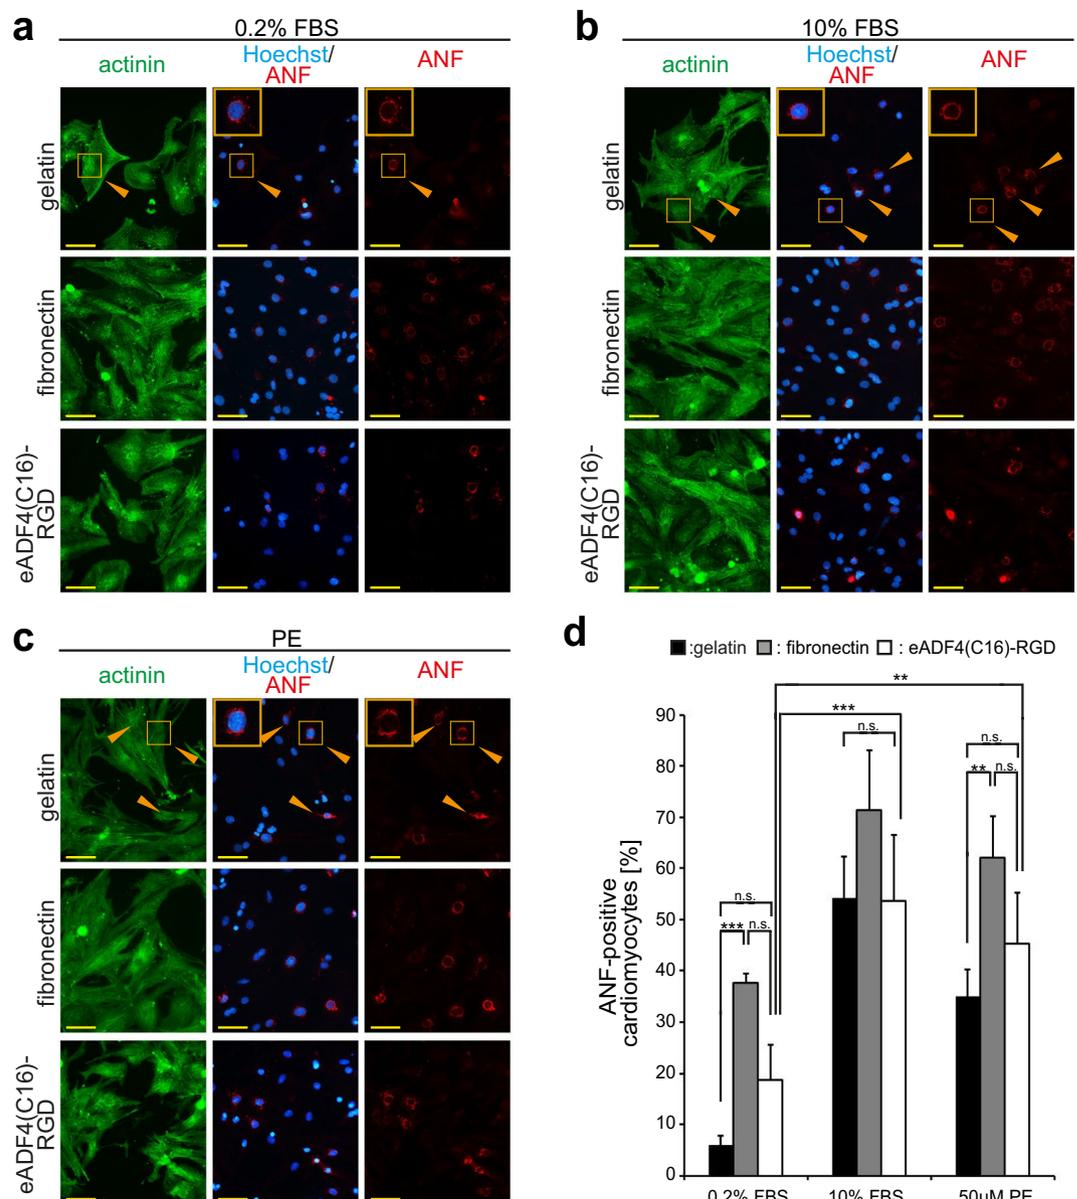 a
0.2% FBS
actinin
Hoechst/
ANF
ANF
gelatin
fibronectin
eADF4(C16)-
RGD
b
10% FBS
actinin
Hoechst/
ANF
ANF
gelatin
fibronectin
eADF4(C16)-
RGD
c
PE
actinin
Hoechst/
ANF
ANF
gelatin
fibronectin
eADF4(C16)-
RGD
d
:gelatin : fibronectin : eADF4(C16)-RGD
ANF-positive
cardiomyocytes [%]
90
80
70
60
50
40
30
20
10
0
**
***
n.s.
n.s.
** n.s.
n.s.
*** n.s.
0.2% FBS 10% FBS 50µM PE